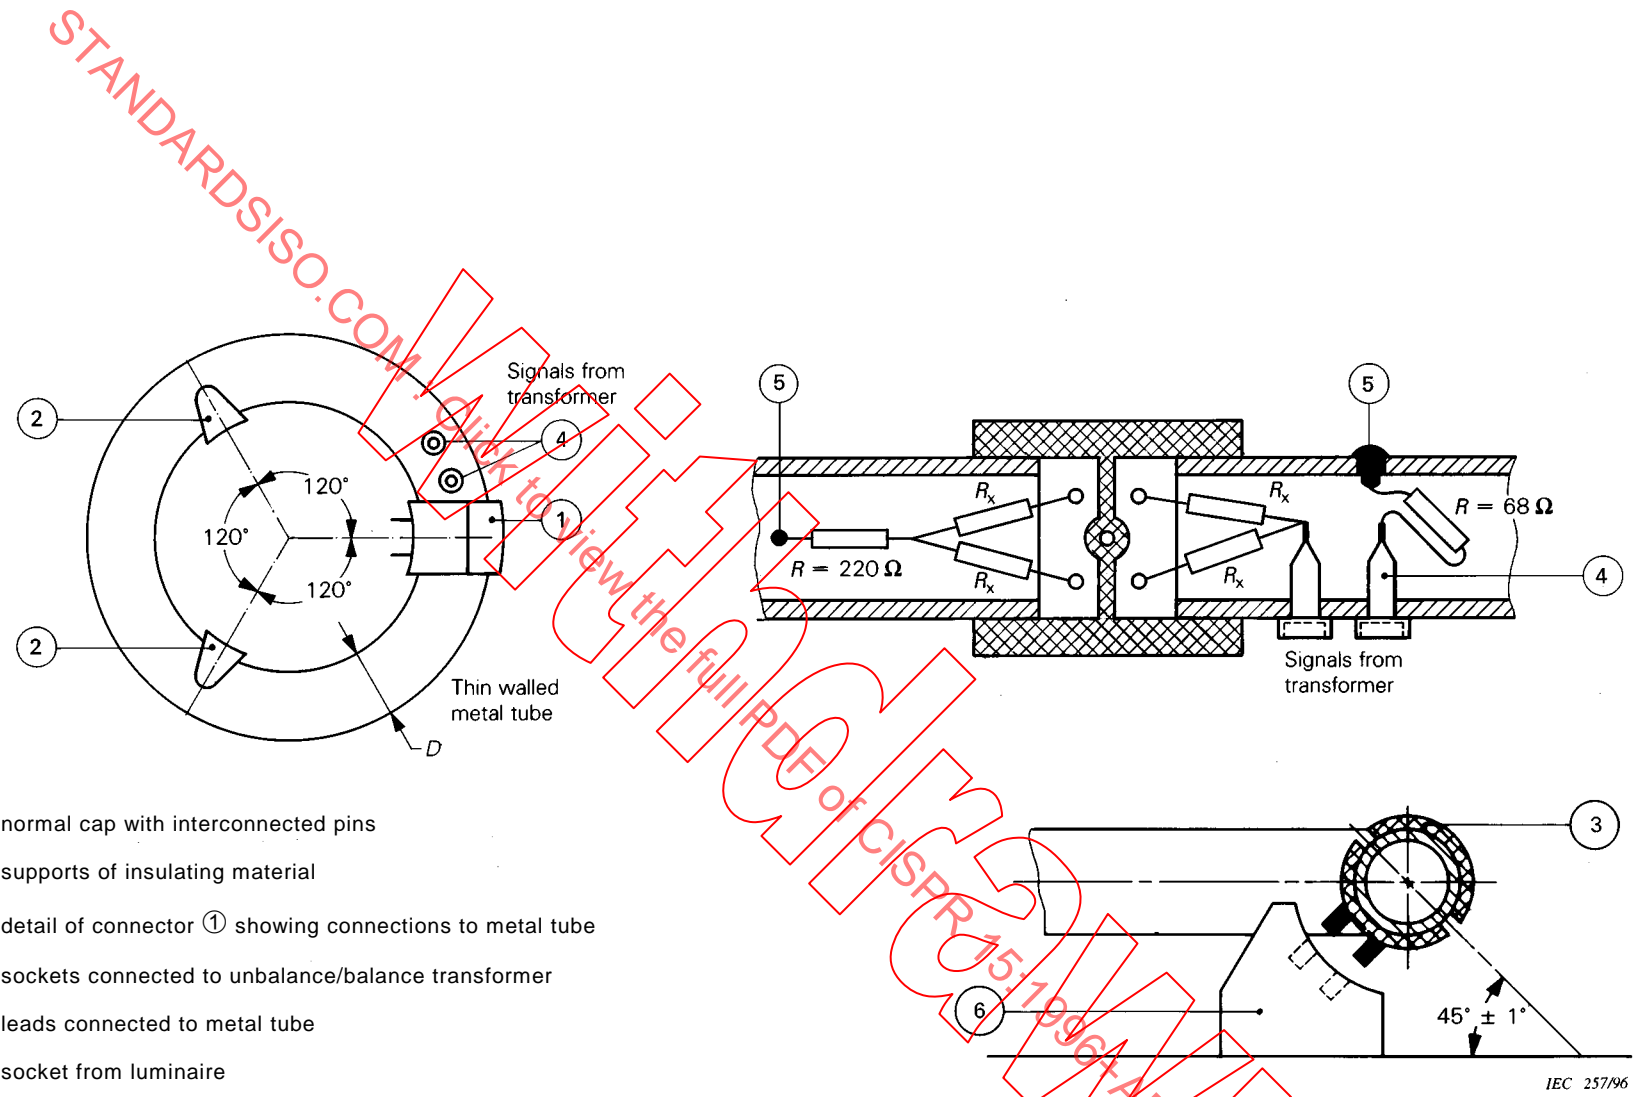 STANDARDSISO.COM : Click to view the full PDF of CISPR 15:1996+A
Withdrawn
Signals from
transformer
2
4
1
120°
120°
120°
2
Thin walled
metal tube
D
5
5
Rx
Rx
R = 68 Ω
R = 220 Ω
Rx
Rx
4
Signals from
transformer
3
6
45° ± 1°
IEC 257/96
normal cap with interconnected pins
supports of insulating material
detail of connector ① showing connections to metal tube
sockets connected to unbalance/balance transformer
leads connected to metal tube
socket from luminaire